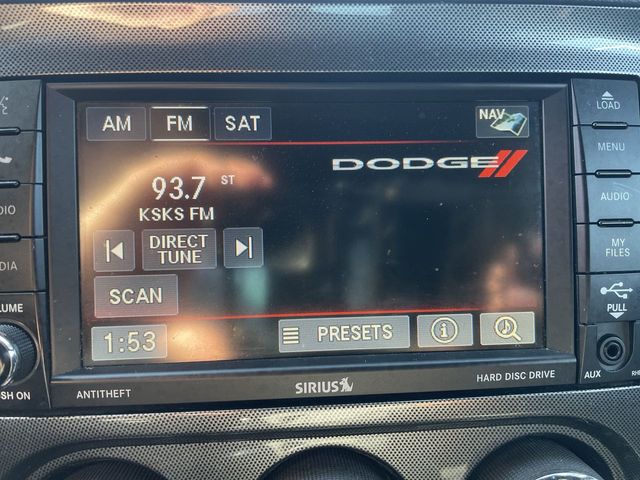 AM FM SAT NAV
LOAD
MENU
DODGE
93.7 ST
KSKS FM
AUDIO
DIRECT
TUNE
MY
FILES
SCAN
PULL
1:53 PRESETS
ANTITHEFT SIRIUS HARD DISC DRIVE
AUX